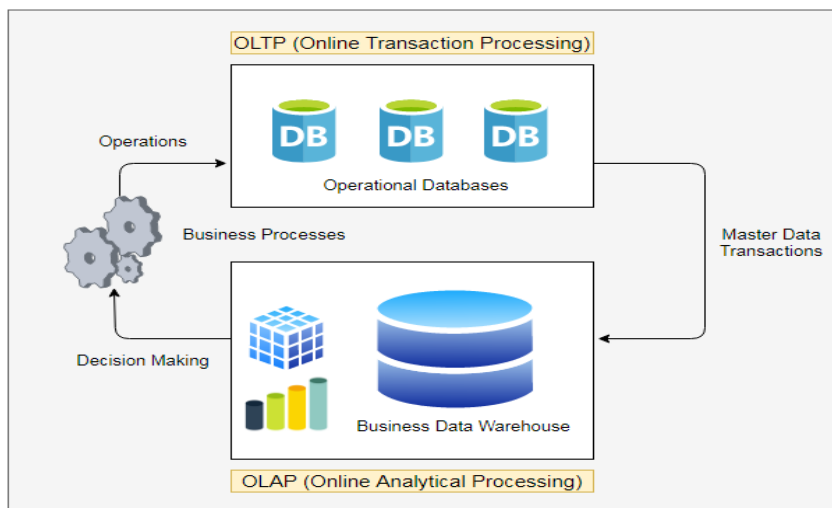 OLTP (Online Transaction Processing)
DB
DB
DB
Operational Databases
Operations
Business Processes
Master Data
Transactions
Decision Making
Business Data Warehouse
OLAP (Online Analytical Processing)